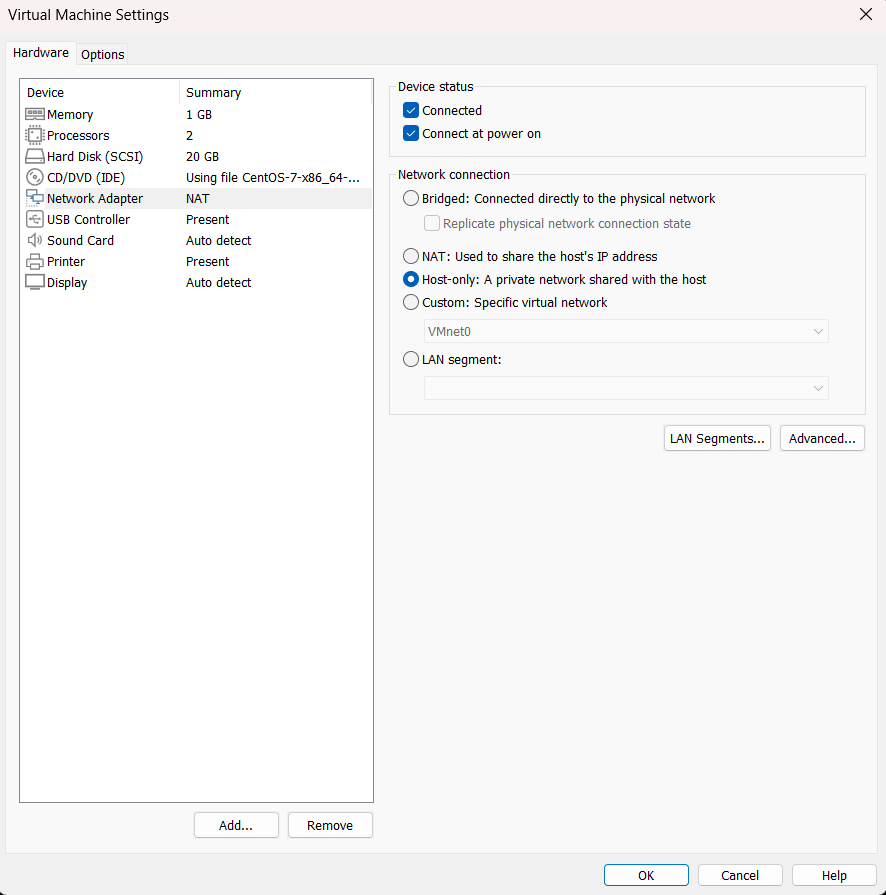 Virtual Machine Settings
Hardware
Options
Device Summary
Memory 1 GB
Processors 2
Hard Disk (SCSI) 20 GB
CD/DVD (IDE) Using file CentOS-7-x86_64-...
Network Adapter NAT
USB Controller Present
Sound Card Auto detect
Printer Present
Display Auto detect
Add...
Remove
Device status
Connected
Connect at power on
Network connection
Bridged: Connected directly to the physical network
Replicate physical network connection state
NAT: Used to share the host's IP address
Host-only: A private network shared with the host
Custom: Specific virtual network
VMnet0
LAN segment:
LAN Segments...
Advanced...
OK
Cancel
Help